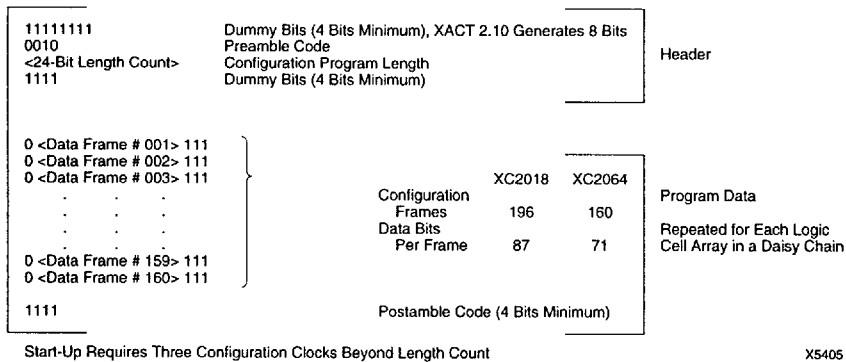 11111111 Dummy Bits (4 Bits Minimum), XACT 2.10 Generates 8 Bits
0010 Preamble Code
<24-Bit Length Count> Configuration Program Length
1111 Dummy Bits (4 Bits Minimum)
Header
0 <Data Frame # 001> 111
0 <Data Frame # 002> 111
0 <Data Frame # 003> 111
. . .
. . .
. . .
. . .
0 <Data Frame # 159> 111
0 <Data Frame # 160> 111
XC2018 XC2064
Configuration
Frames 196 160
Data Bits
Per Frame 87 71
Program Data
Repeated for Each Logic
Cell Array in a Daisy Chain
1111 Postamble Code (4 Bits Minimum)
Start-Up Requires Three Configuration Clocks Beyond Length Count
X5405